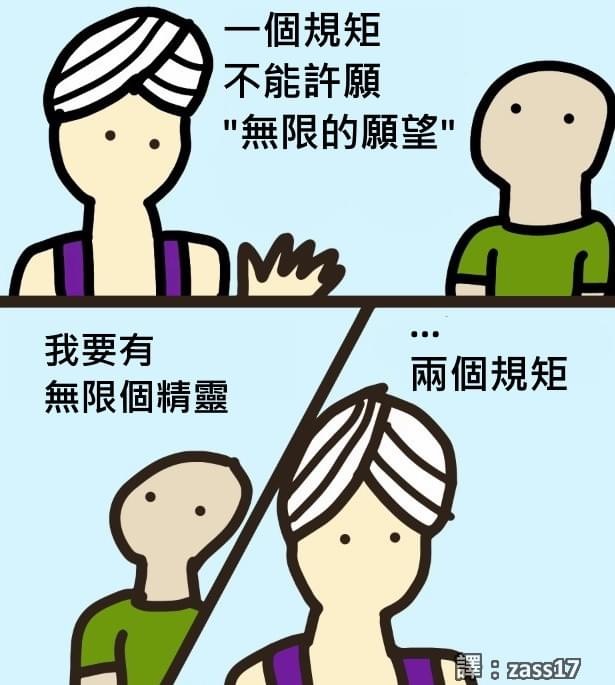 一個規矩
不能許願
"無限的願望"
我要有
無限個精靈
...
兩個規矩
譯：zass17